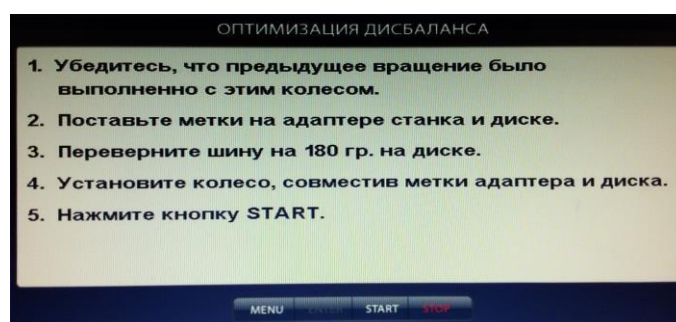 ОПТИМИЗАЦИЯ ДИСБАЛАНСА
1. Убедитесь, что предыдущее вращение было
выполненно с этим колесом.
2. Поставьте метки на адаптере станка и диске.
3. Переверните шину на 180 гр. на диске.
4. Установите колесо, совместив метки адаптера и диска.
5. Нажмите кнопку START.
MENU ENTER START STOP